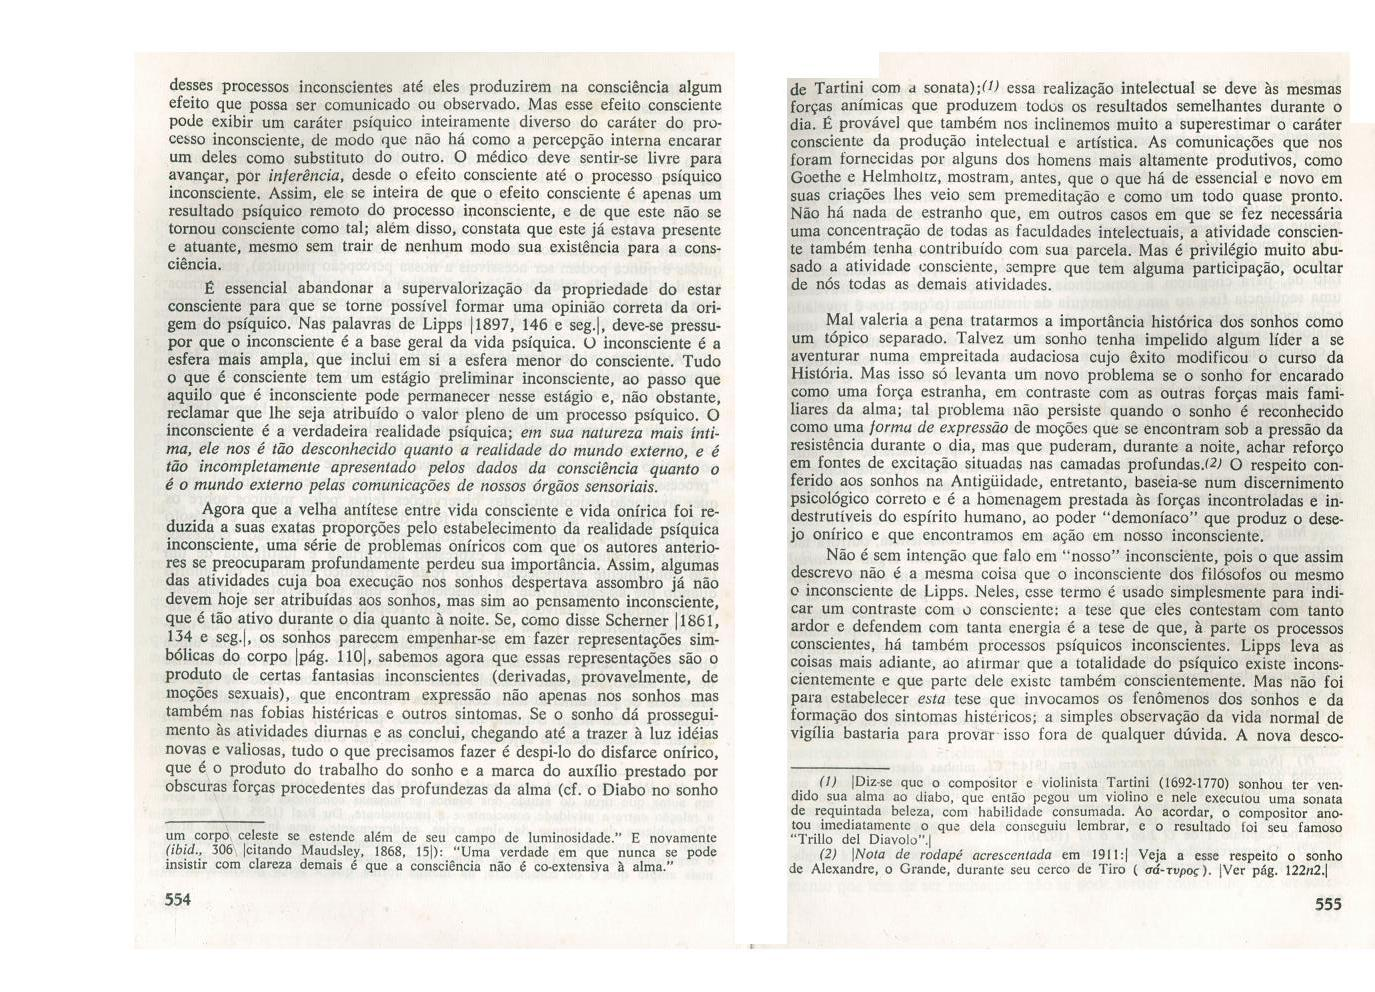 desses processos inconscientes até eles produzirem na consciência algum
efeito que possa ser comunicado ou observado. Mas esse efeito consciente
pode exibir um caráter psíquico inteiramente diverso do caráter do pro-
cesso inconsciente, de modo que não há como a percepção interna encarar
um deles como substituto do outro. O médico deve sentir-se livre para
avançar, por inferência, desde o efeito consciente até o processo psíquico
inconsciente. Assim, ele se inteira de que o efeito consciente é apenas um
resultado psíquico remoto do processo inconsciente, e de que este não se
tornou consciente como tal; além disso, constata que este já estava presente
e atuante, mesmo sem trair de nenhum modo sua existência para a cons-
ciência.
É essencial abandonar a supervalorização da propriedade do estar
consciente para que se torne possível formar uma opinião correta da ori-
gem do psíquico. Nas palavras de Lipps |1897, 146 e seg.|, deve-se pressu-
por que o inconsciente é a base geral da vida psíquica. O inconsciente é a
esfera mais ampla, que inclui em si a esfera menor do consciente. Tudo
o que é consciente tem um estágio preliminar inconsciente, ao passo que
aquilo que é inconsciente pode permanecer nesse estágio e, não obstante,
reclamar que lhe seja atribuído o valor pleno de um processo psíquico. O
inconsciente é a verdadeira realidade psíquica; em sua natureza mais ínti-
ma, ele nos é tão desconhecido quanto a realidade do mundo externo, e é
tão incompletamente apresentado pelos dados da consciência quanto o
é o mundo externo pelas comunicações de nossos órgãos sensoriais.
Agora que a velha antítese entre vida consciente e vida onírica foi re-
duzida a suas exatas proporções pelo estabelecimento da realidade psíquica
inconsciente, uma série de problemas oníricos com que os autores anterio-
res se preocuparam profundamente perdeu sua importância. Assim, algumas
das atividades cuja boa execução nos sonhos despertava assombro já não
devem hoje ser atribuídas aos sonhos, mas sim ao pensamento inconsciente,
que é tão ativo durante o dia quanto à noite. Se, como disse Scherner |1861,
134 e seg.|, os sonhos parecem empenhar-se em fazer representações sim-
bólicas do corpo |pág. 110|, sabemos agora que essas representações são o
produto de certas fantasias inconscientes (derivadas, provavelmente, de
moções sexuais), que encontram expressão não apenas nos sonhos mas
também nas fobias histéricas e outros sintomas. Se o sonho dá prossegui-
mento às atividades diurnas e as conclui, chegando até a trazer à luz idéias
novas e valiosas, tudo o que precisamos fazer é despi-lo do disfarce onírico,
que é o produto do trabalho do sonho e a marca do auxílio prestado por
obscuras forças procedentes das profundezas da alma (cf. o Diabo no sonho
um corpo celeste se estende além de seu campo de luminosidade." E novamente
(ibid., 306 |citando Maudsley, 1868, 15|): "Uma verdade em que nunca se pode
insistir com clareza demais é que a consciência não é co-extensiva à alma."
554
de Tartini com a sonata);(1) essa realização intelectual se deve às mesmas
forças anímicas que produzem todos os resultados semelhantes durante o
dia. É provável que também nos inclinemos muito a superestimar o caráter
consciente da produção intelectual e artística. As comunicações que nos
foram fornecidas por alguns dos homens mais altamente produtivos, como
Goethe e Helmholtz, mostram, antes, que o que há de essencial e novo em
suas criações lhes veio sem premeditação e como um todo quase pronto.
Não há nada de estranho que, em outros casos em que se fez necessária
uma concentração de todas as faculdades intelectuais, a atividade conscien-
te também tenha contribuído com sua parcela. Mas é privilégio muito abu-
sado a atividade consciente, sempre que tem alguma participação, ocultar
de nós todas as demais atividades.
Mal valeria a pena tratarmos a importância histórica dos sonhos como
um tópico separado. Talvez um sonho tenha impelido algum líder a se
aventurar numa empreitada audaciosa cujo êxito modificou o curso da
História. Mas isso só levanta um novo problema se o sonho for encarado
como uma força estranha, em contraste com as outras forças mais fami-
liares da alma; tal problema não persiste quando o sonho é reconhecido
como uma forma de expressão de moções que se encontram sob a pressão da
resistência durante o dia, mas que puderam, durante a noite, achar reforço
em fontes de excitação situadas nas camadas profundas.(2) O respeito con-
ferido aos sonhos na Antigüidade, entretanto, baseia-se num discernimento
psicológico correto e é a homenagem prestada às forças incontroladas e in-
destrutíveis do espírito humano, ao poder "demoníaco" que produz o dese-
jo onírico e que encontramos em ação em nosso inconsciente.
Não é sem intenção que falo em "nosso" inconsciente, pois o que assim
descrevo não é a mesma coisa que o inconsciente dos filósofos ou mesmo
o inconsciente de Lipps. Neles, esse termo é usado simplesmente para indi-
car um contraste com o consciente: a tese que eles contestam com tanto
ardor e defendem com tanta energia é a tese de que, à parte os processos
conscientes, há também processos psíquicos inconscientes. Lipps leva as
coisas mais adiante, ao afirmar que a totalidade do psíquico existe incons-
cientemente e que parte dele existe também conscientemente. Mas não foi
para estabelecer esta tese que invocamos os fenômenos dos sonhos e da
formação dos sintomas histéricos; a simples observação da vida normal de
vigília bastaria para provar isso fora de qualquer dúvida. A nova desco-
(1) |Diz-se que o compositor e violinista Tartini (1692-1770) sonhou ter ven-
dido sua alma ao diabo, que então pegou um violino e nele executou uma sonata
de requintada beleza, com habilidade consumada. Ao acordar, o compositor ano-
tou imediatamente o que dela conseguiu lembrar, e o resultado foi seu famoso
"Trillo del Diavolo".|
(2) |Nota de rodapé acrescentada em 1911:| Veja a esse respeito o sonho
de Alexandre, o Grande, durante seu cerco de Tiro ( σά-τυρος ). |Ver pág. 122n2.|
555